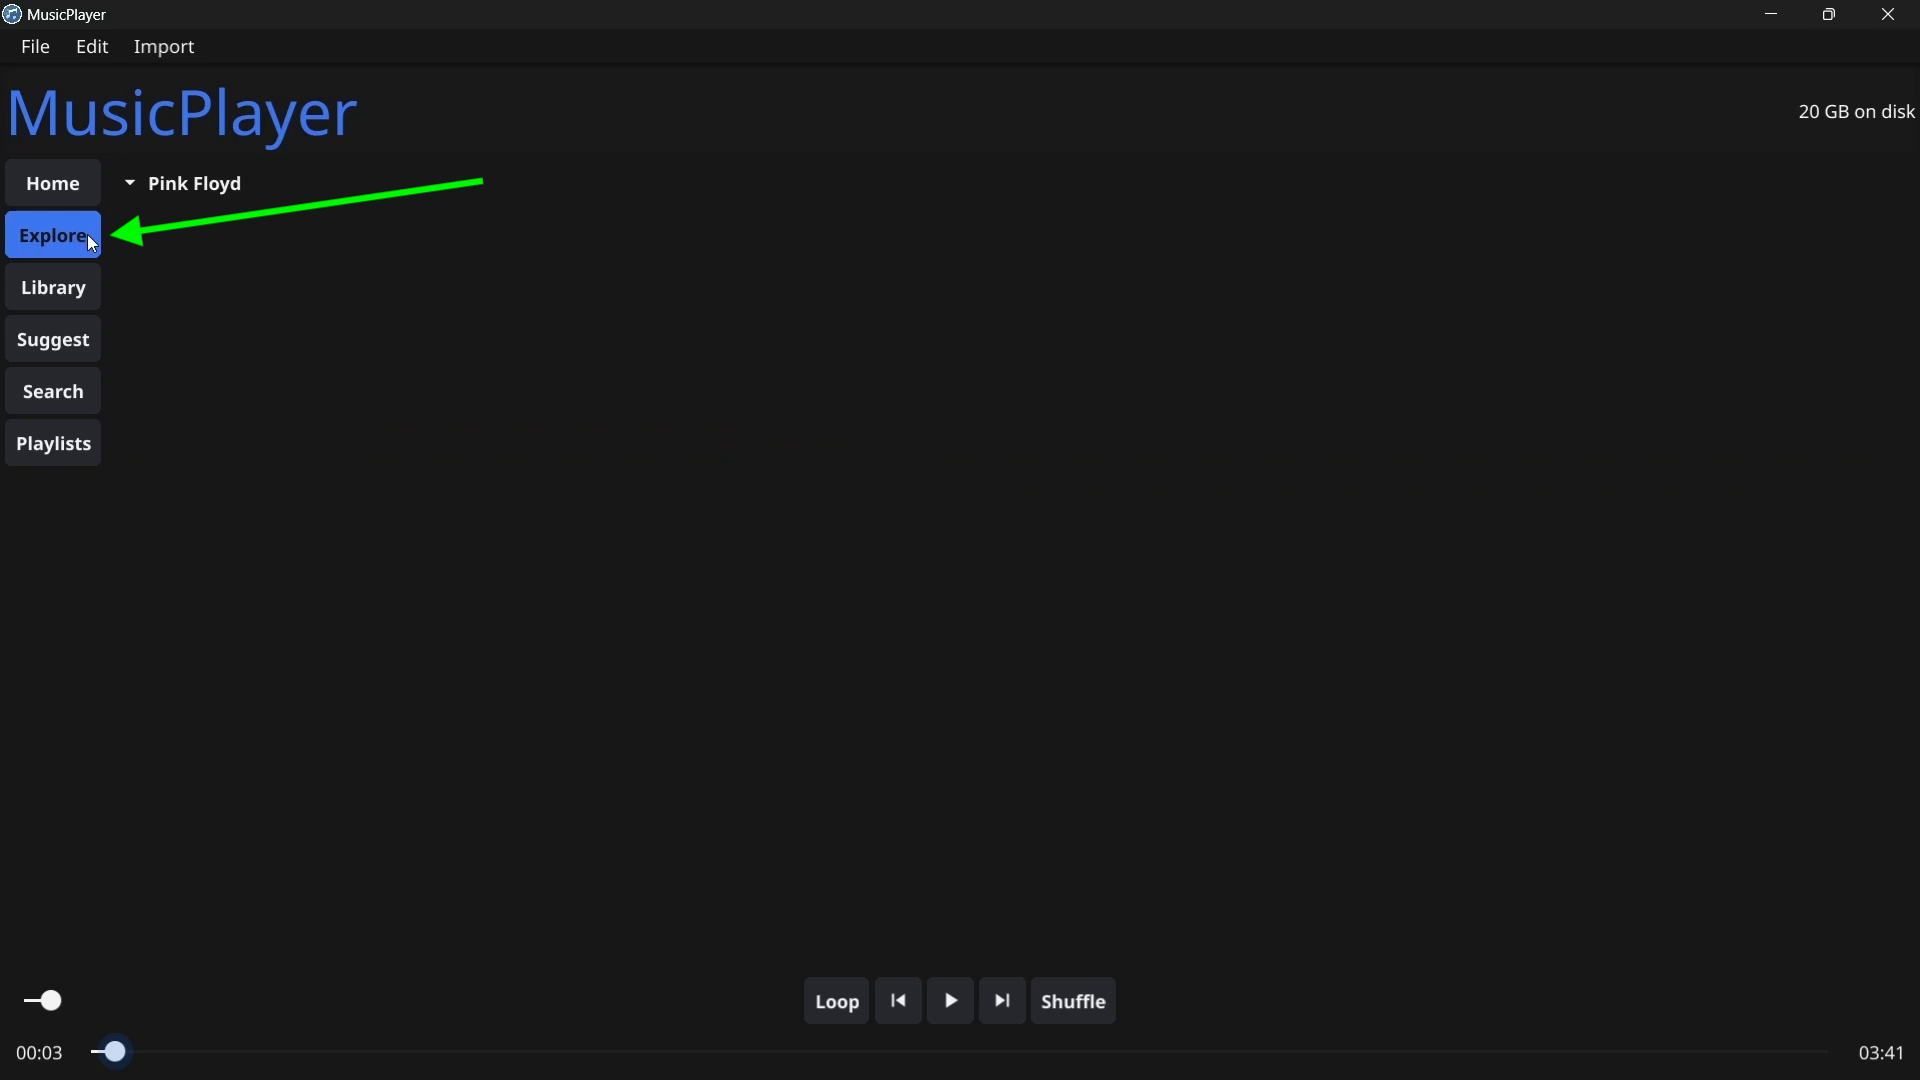 MusicPlayer
File Edit Import
MusicPlayer
20 GB on disk
Home
Pink Floyd
Explore
Library
Suggest
Search
Playlists
Loop
Shuffle
00:03
03:41